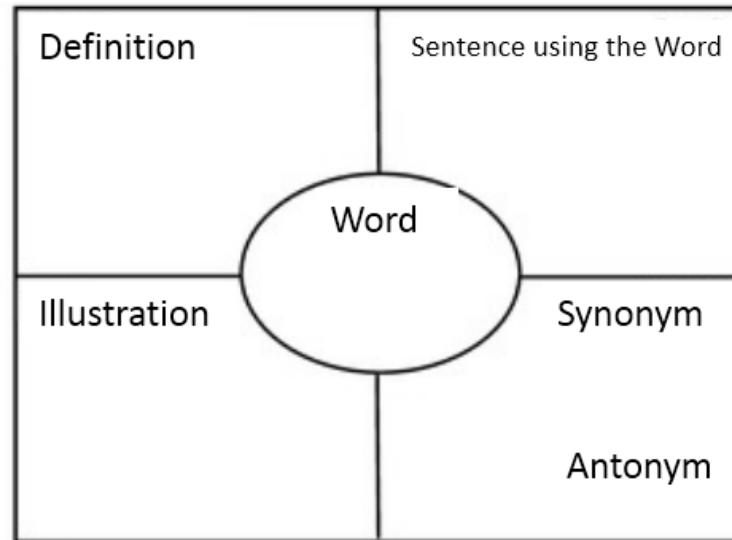 Definition
Sentence using the Word
Word
Illustration
Synonym
Antonym